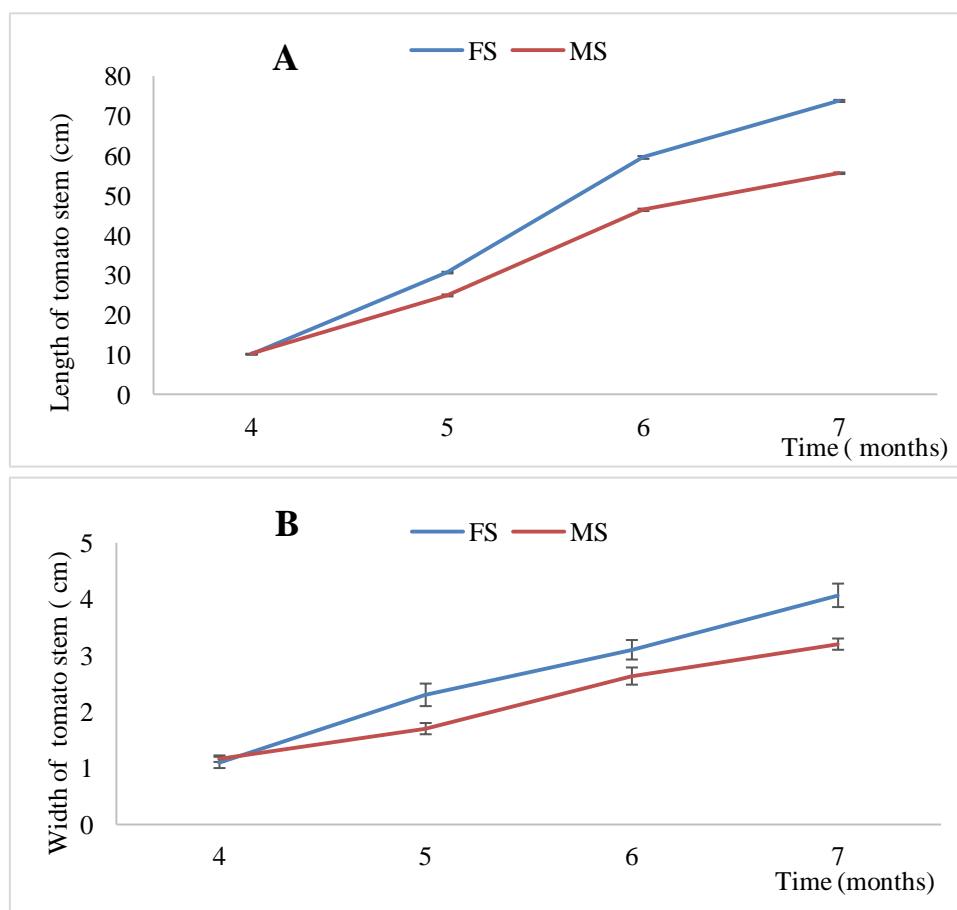 A
FS MS
80
70
60
50
40
30
20
10
0
Length of tomato stem (cm)
4 5 6 7
Time ( months)
B
FS MS
5
4
3
2
1
0
Width of tomato stem ( cm)
4 5 6 7
Time (months)